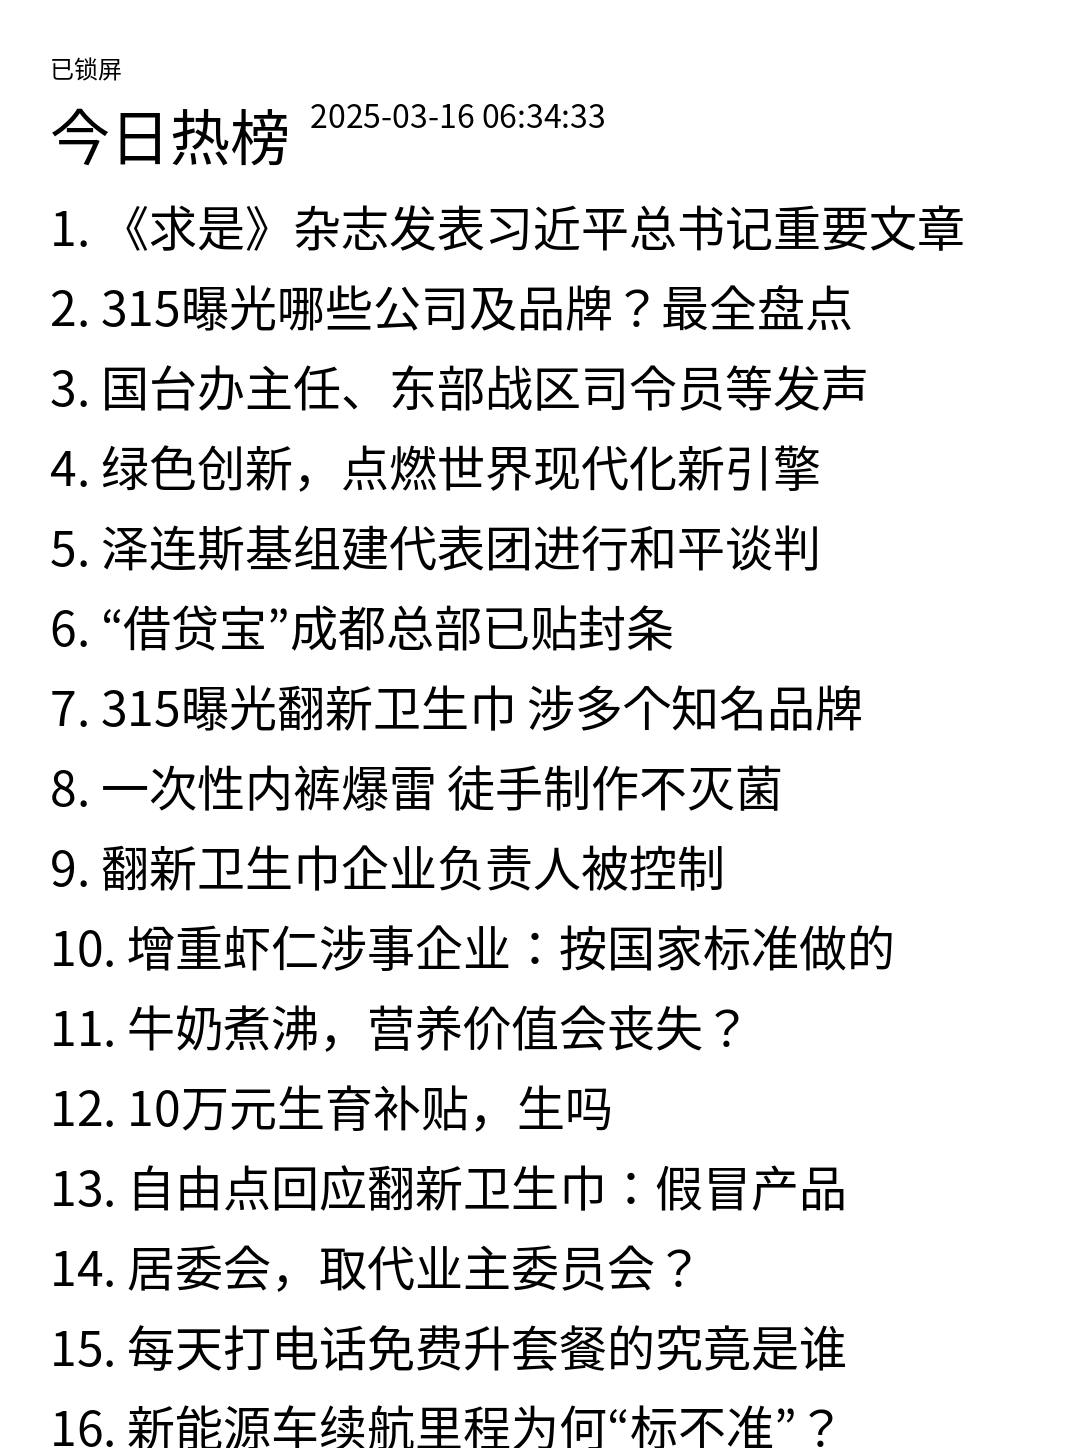 已锁屏
今日热榜 2025-03-16 06:34:33
1. 《求是》杂志发表习近平总书记重要文章
2. 315曝光哪些公司及品牌？最全盘点
3. 国台办主任、东部战区司令员等发声
4. 绿色创新，点燃世界现代化新引擎
5. 泽连斯基组建代表团进行和平谈判
6. “借贷宝”成都总部已贴封条
7. 315曝光翻新卫生巾 涉多个知名品牌
8. 一次性内裤爆雷 徒手制作不灭菌
9. 翻新卫生巾企业负责人被控制
10. 增重虾仁涉事企业：按国家标准做的
11. 牛奶煮沸，营养价值会丧失？
12. 10万元生育补贴，生吗
13. 自由点回应翻新卫生巾：假冒产品
14. 居委会，取代业主委员会？
15. 每天打电话免费升套餐的究竟是谁
16. 新能源车续航里程为何“标不准”？